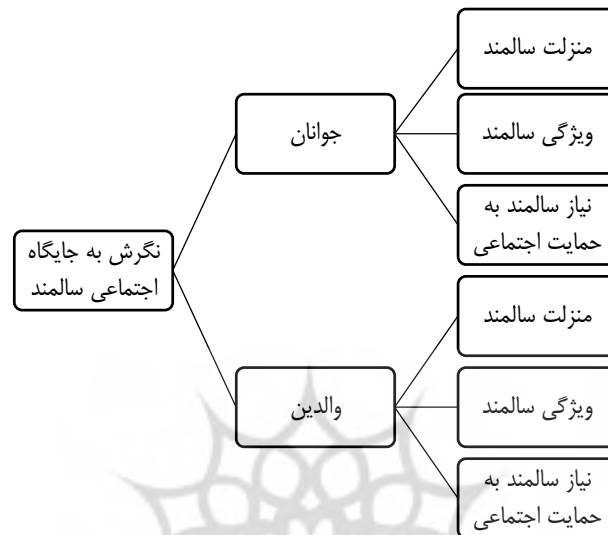 منزلت سالمند
جوانان
ویژگی سالمند
نیاز سالمند به
حمایت اجتماعی
نگرش به جایگاه
اجتماعی سالمند
منزلت سالمند
والدین
ویژگی سالمند
نیاز سالمند به
حمایت اجتماعی